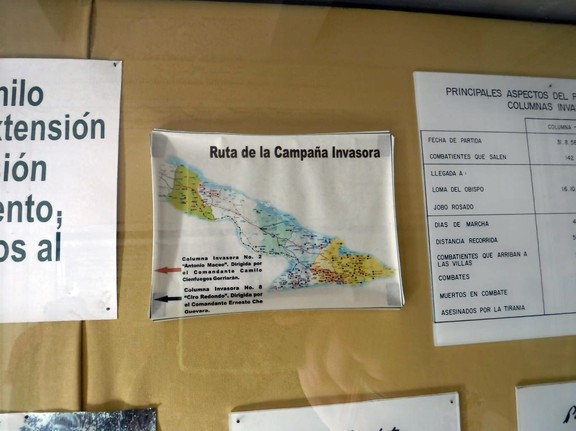 milo
xtensión
sión
ento,
os al
Ruta de la Campaña Invasora
Columna Invasora No. 2
"Antonio Maceo". Dirigida por
el Comandante Camilo
Cienfuegos Gorriarán.
Columna Invasora No. 8
"Ciro Redondo". Dirigida por
el Comandante Ernesto Che
Guevara.
PRINCIPALES ASPECTOS DEL
COLUMNAS INVA
COLUMNA
FECHA DE PARTIDA
COMBATIENTES QUE SALEN
LLEGADA A -
LOMA DEL OBISPO
JOBO ROSADO
DIAS DE MARCHA
DISTANCIA RECORRIDA
COMBATIENTES QUE ARRIBAN A
LAS VILLAS
COMBATES
MUERTOS EN COMBATE
ASESINADOS POR LA TIRANIA